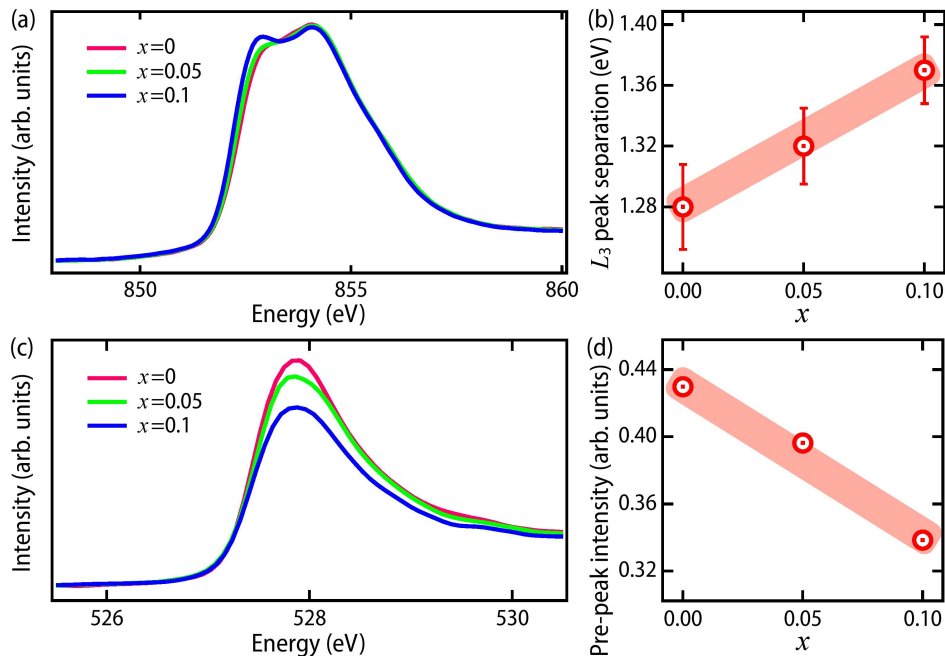 (a)
Intensity (arb. units)
x=0
x=0.05
x=0.1
850
855
860
Energy (eV)
(b)
L₃ peak separation (eV)
1.40
1.36
1.32
1.28
0.00
0.05
0.10
x
(c)
Intensity (arb. units)
x=0
x=0.05
x=0.1
526
528
530
Energy (eV)
(d)
Pre-peak intensity (arb. units)
0.44
0.40
0.36
0.32
0.00
0.05
0.10
x